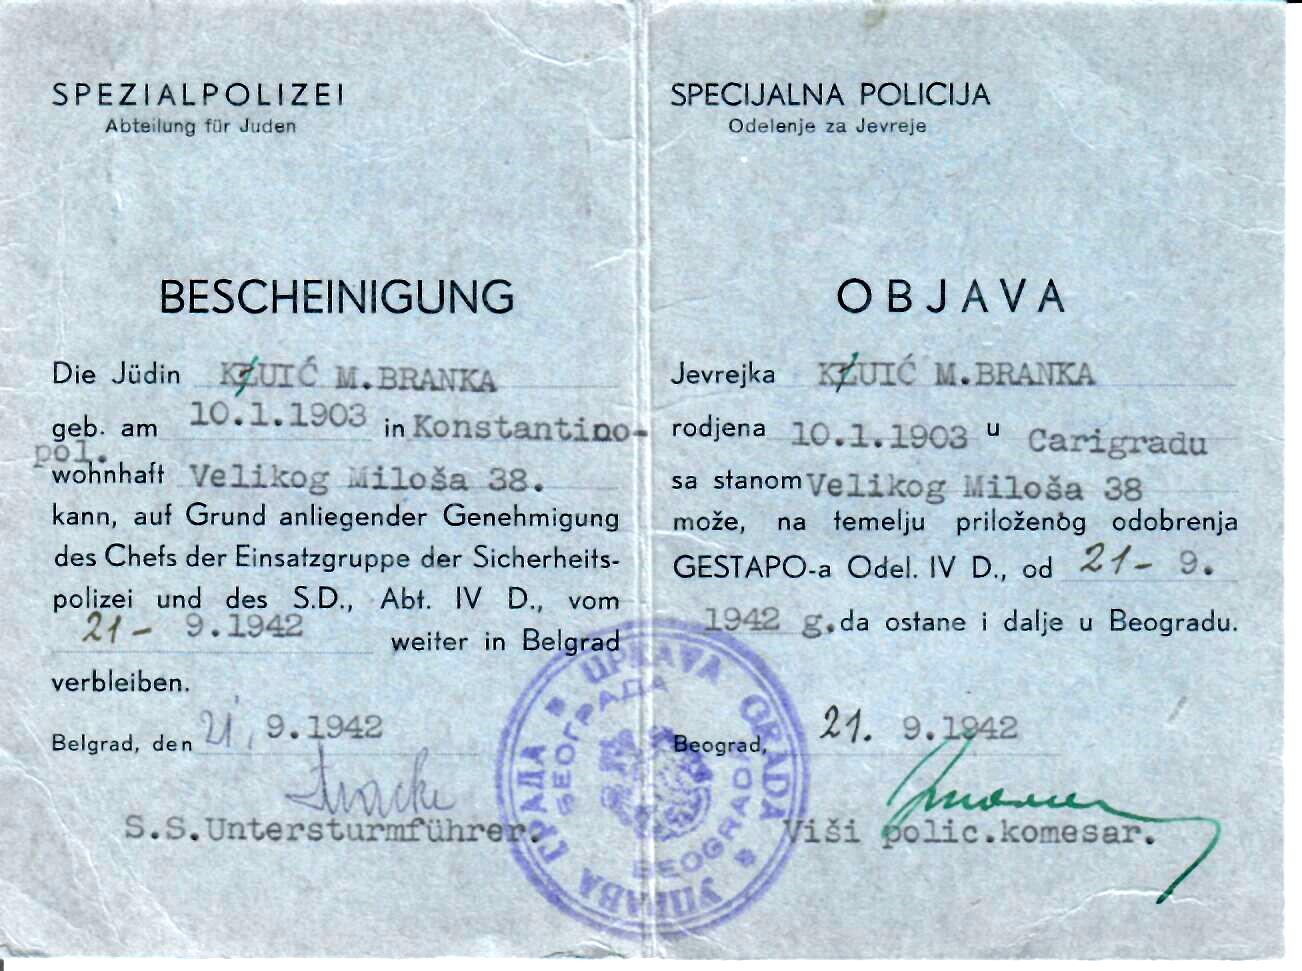 SPEZIALPOLIZEI
Abteilung für Juden
BESCHEINIGUNG
Die Jüdin KLUIĆ M.BRANKA
geb. am 10.1.1903 in Konstantino-
pol.
wohnhaft Velikog Miloša 38.
kann, auf Grund anliegender Genehmigung
des Chefs der Einsatzgruppe der Sicherheits-
polizei und des S.D., Abt. IV D., vom
21- 9.1942 weiter in Belgrad
verbleiben.
Belgrad, den 21. 9.1942
S.S.Untersturmführer.
SPECIJALNA POLICIJA
Odelenje za Jevreje
OBJAVA
Jevrejka KLUIĆ M.BRANKA
rodjena 10.1.1903 u Carigradu
sa stanom Velikog Miloša 38
može, na temelju priloženog odobrenja
GESTAPO-a Odel. IV D., od 21- 9.
1942 g. da ostane i dalje u Beogradu.
Beograd, 21. 9.1942
Viši polic.komesar.
UPRAVA GRADA
УПРАВА ГРАДА
БЕОГРАДА
BEOGRADA